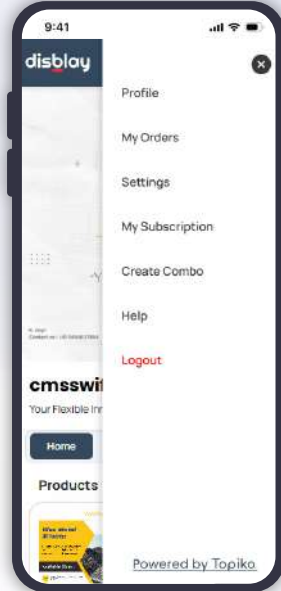 9:41
disblay
Profile
My Orders
Settings
My Subscription
Create Combo
Help
Logout
cmsswif
Your Flexible Inn
Home
Products
Powered by Topiko